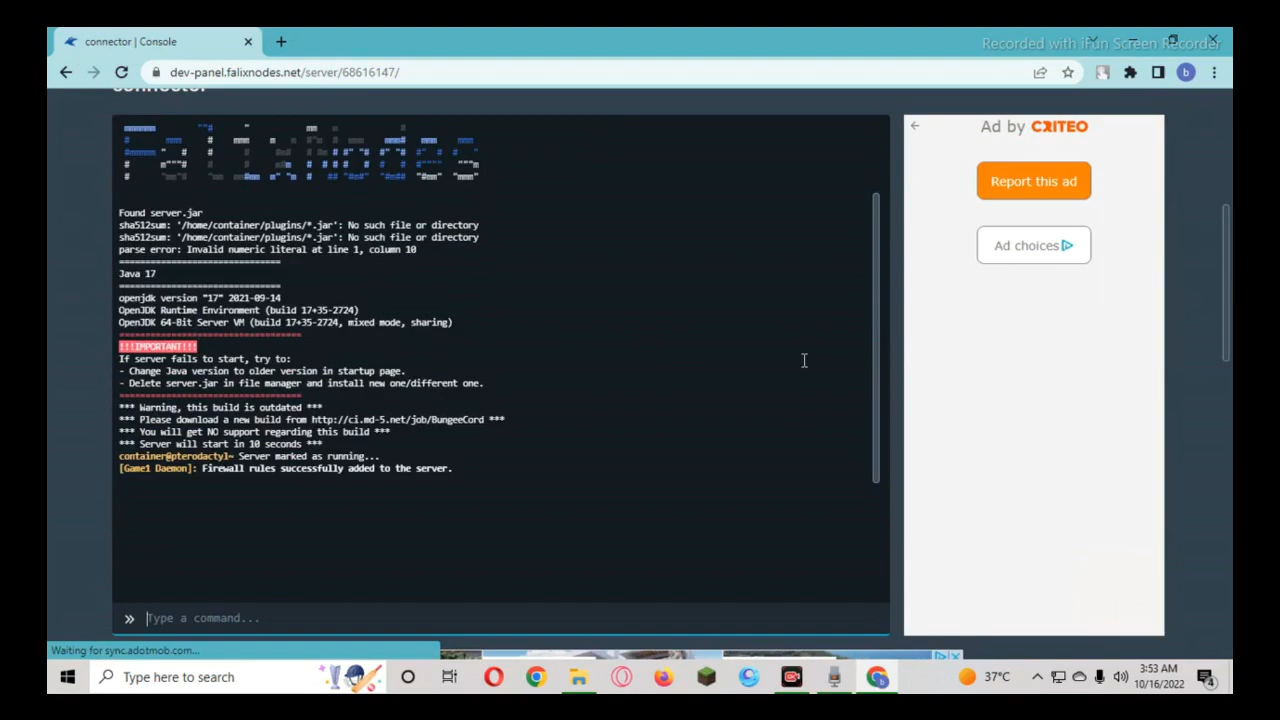 connector | Console
Recorded with iFun Screen Recorder
dev-panel.falixnodes.net/server/68616147/
connector
FalixNodes
Found server.jar
sha512sum: '/home/container/plugins/*.jar': No such file or directory
sha512sum: '/home/container/plugins/*.jar': No such file or directory
parse error: Invalid numeric literal at line 1, column 10
===============================
Java 17
===============================
openjdk version "17" 2021-09-14
OpenJDK Runtime Environment (build 17+35-2724)
OpenJDK 64-Bit Server VM (build 17+35-2724, mixed mode, sharing)
!!!IMPORTANT!!!
If server fails to start, try to:
- Change Java version to older version in startup page.
- Delete server.jar in file manager and install new one/different one.
*** Warning, this build is outdated ***
*** Please download a new build from http://ci.md-5.net/job/BungeeCord ***
*** You will get NO support regarding this build ***
*** Server will start in 10 seconds ***
container@pterodactyl~ Server marked as running...
[Game1 Daemon]: Firewall rules successfully added to the server.
Type a command...
Ad by CRITEO
Report this ad
Ad choices
Waiting for sync.adotmob.com...
Type here to search
37°C
3:53 AM
10/16/2022
4
b